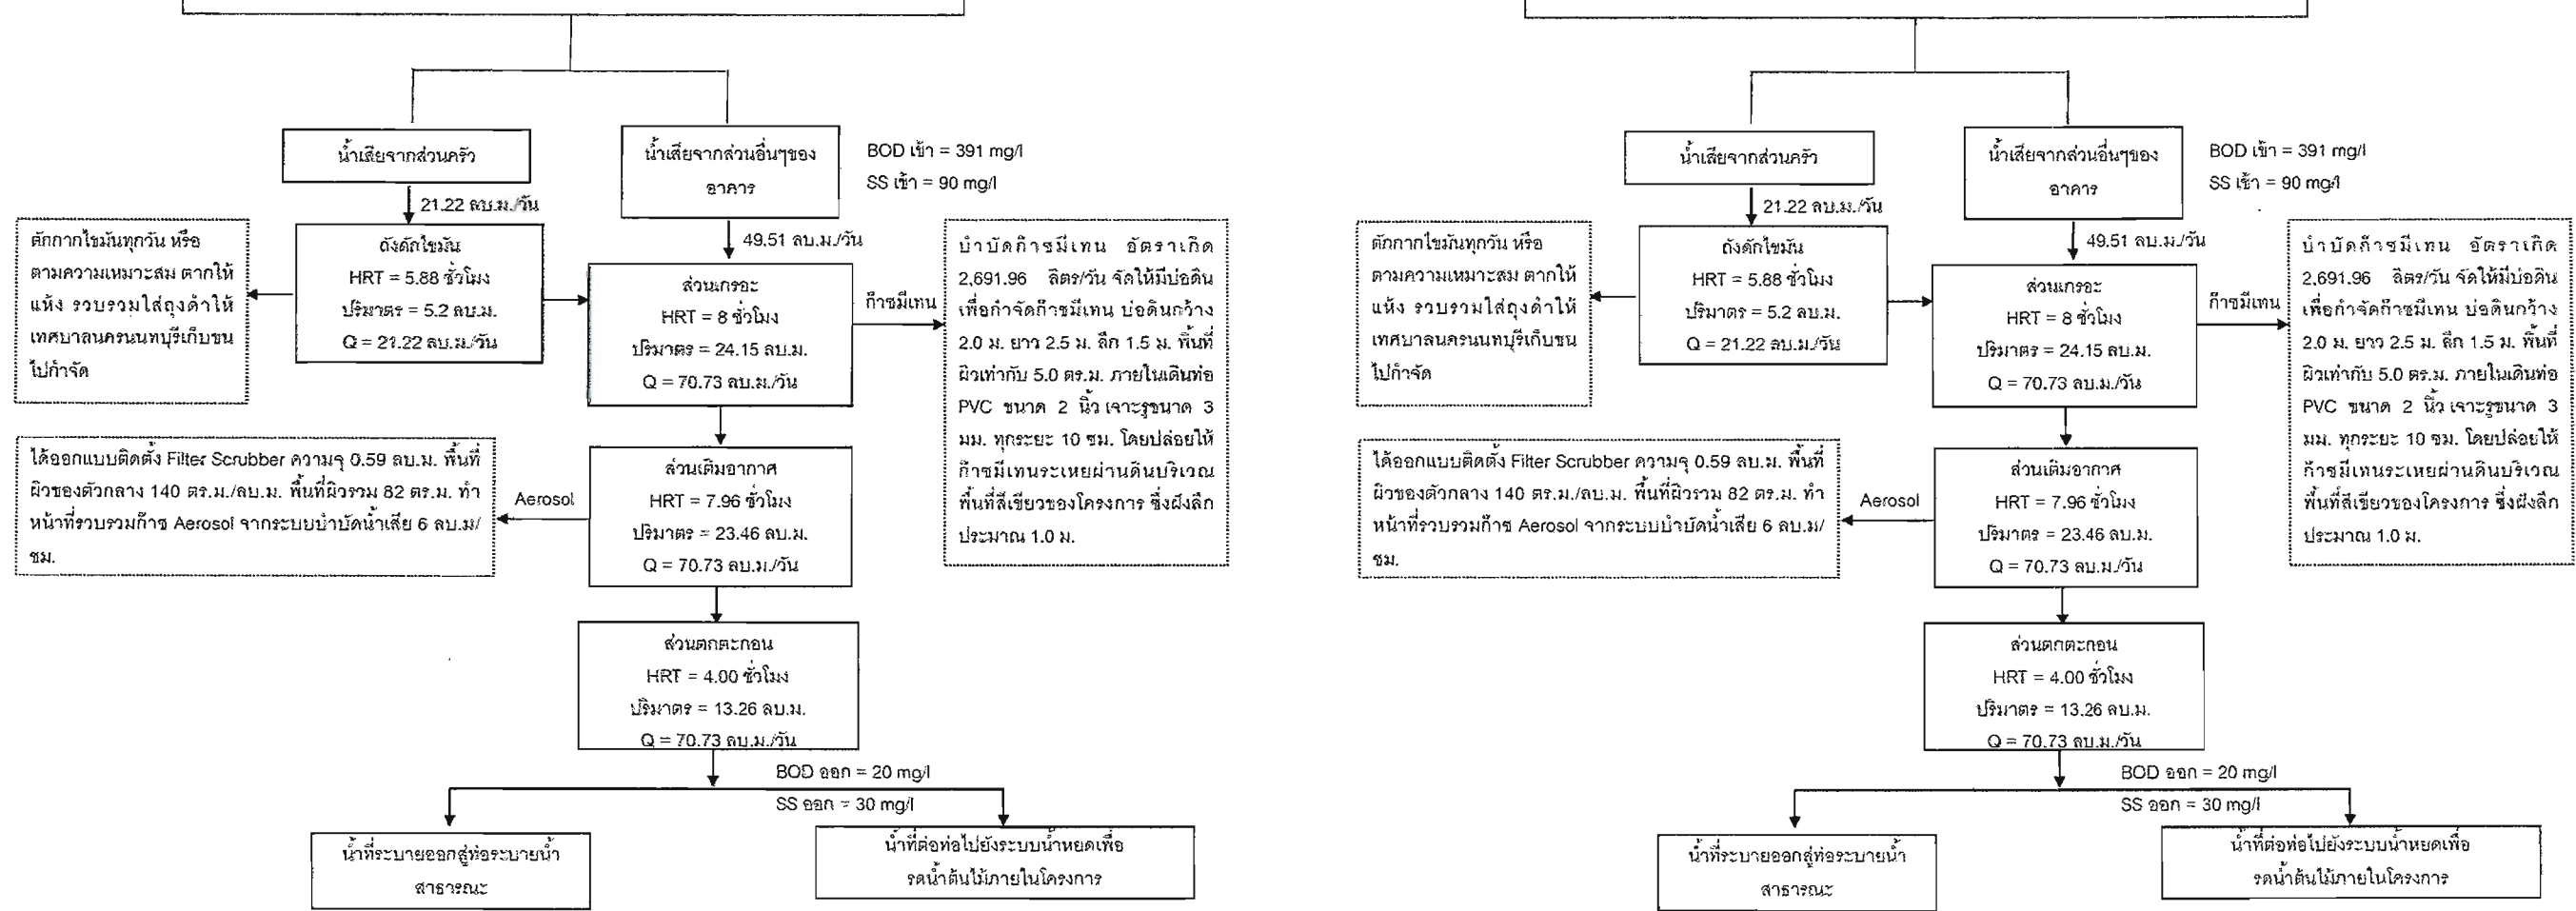 น้ำเสียจากส่วนครัว
น้ำเสียจากส่วนอื่นๆของ
อาคาร
BOD เข้า = 391 mg/l
SS เข้า = 90 mg/l
21.22 ลบ.ม./วัน
49.51 ลบ.ม./วัน
ตักกากไขมันทุกวัน หรือ
ตามความเหมาะสม ตากให้
แห้ง รวบรวมใส่ถุงดำให้
เทศบาลนครนนทบุรีเก็บขน
ไปกำจัด
ถังดักไขมัน
HRT = 5.88 ชั่วโมง
ปริมาตร = 5.2 ลบ.ม.
Q = 21.22 ลบ.ม./วัน
ส่วนเกรอะ
HRT = 8 ชั่วโมง
ปริมาตร = 24.15 ลบ.ม.
Q = 70.73 ลบ.ม./วัน
ก๊าซมีเทน
บำบัดก๊าซมีเทน อัตราเกิด
2,691.96 ลิตร/วัน จัดให้มีบ่อดิน
เพื่อกำจัดก๊าซมีเทน บ่อดินกว้าง
2.0 ม. ยาว 2.5 ม. ลึก 1.5 ม. พื้นที่
ผิวเท่ากับ 5.0 ตร.ม. ภายในเดินท่อ
PVC ขนาด 2 นิ้ว เจาะรูขนาด 3
มม. ทุกระยะ 10 ซม. โดยปล่อยให้
ก๊าซมีเทนระเหยผ่านดินบริเวณ
พื้นที่สีเขียวของโครงการ ซึ่งฝังลึก
ประมาณ 1.0 ม.
ได้ออกแบบติดตั้ง Filter Scrubber ความจุ 0.59 ลบ.ม. พื้นที่
ผิวของตัวกลาง 140 ตร.ม./ลบ.ม. พื้นที่ผิวรวม 82 ตร.ม. ทำ
หน้าที่รวบรวมก๊าซ Aerosol จากระบบบำบัดน้ำเสีย 6 ลบ.ม/
ชม.
Aerosol
ส่วนเติมอากาศ
HRT = 7.96 ชั่วโมง
ปริมาตร = 23.46 ลบ.ม.
Q = 70.73 ลบ.ม./วัน
ส่วนตกตะกอน
HRT = 4.00 ชั่วโมง
ปริมาตร = 13.26 ลบ.ม.
Q = 70.73 ลบ.ม./วัน
BOD ออก = 20 mg/l
SS ออก = 30 mg/l
น้ำที่ระบายออกสู่ท่อระบายน้ำ
สาธารณะ
น้ำที่ต่อท่อไปยังระบบน้ำหยดเพื่อ
รดน้ำต้นไม้ภายในโครงการ
น้ำเสียจากส่วนครัว
น้ำเสียจากส่วนอื่นๆของ
อาคาร
BOD เข้า = 391 mg/l
SS เข้า = 90 mg/l
21.22 ลบ.ม./วัน
49.51 ลบ.ม./วัน
ตักกากไขมันทุกวัน หรือ
ตามความเหมาะสม ตากให้
แห้ง รวบรวมใส่ถุงดำให้
เทศบาลนครนนทบุรีเก็บขน
ไปกำจัด
ถังดักไขมัน
HRT = 5.88 ชั่วโมง
ปริมาตร = 5.2 ลบ.ม.
Q = 21.22 ลบ.ม./วัน
ส่วนเกรอะ
HRT = 8 ชั่วโมง
ปริมาตร = 24.15 ลบ.ม.
Q = 70.73 ลบ.ม./วัน
ก๊าซมีเทน
บำบัดก๊าซมีเทน อัตราเกิด
2,691.96 ลิตร/วัน จัดให้มีบ่อดิน
เพื่อกำจัดก๊าซมีเทน บ่อดินกว้าง
2.0 ม. ยาว 2.5 ม. ลึก 1.5 ม. พื้นที่
ผิวเท่ากับ 5.0 ตร.ม. ภายในเดินท่อ
PVC ขนาด 2 นิ้ว เจาะรูขนาด 3
มม. ทุกระยะ 10 ซม. โดยปล่อยให้
ก๊าซมีเทนระเหยผ่านดินบริเวณ
พื้นที่สีเขียวของโครงการ ซึ่งฝังลึก
ประมาณ 1.0 ม.
ได้ออกแบบติดตั้ง Filter Scrubber ความจุ 0.59 ลบ.ม. พื้นที่
ผิวของตัวกลาง 140 ตร.ม./ลบ.ม. พื้นที่ผิวรวม 82 ตร.ม. ทำ
หน้าที่รวบรวมก๊าซ Aerosol จากระบบบำบัดน้ำเสีย 6 ลบ.ม/
ชม.
Aerosol
ส่วนเติมอากาศ
HRT = 7.96 ชั่วโมง
ปริมาตร = 23.46 ลบ.ม.
Q = 70.73 ลบ.ม./วัน
ส่วนตกตะกอน
HRT = 4.00 ชั่วโมง
ปริมาตร = 13.26 ลบ.ม.
Q = 70.73 ลบ.ม./วัน
BOD ออก = 20 mg/l
SS ออก = 30 mg/l
น้ำที่ระบายออกสู่ท่อระบายน้ำ
สาธารณะ
น้ำที่ต่อท่อไปยังระบบน้ำหยดเพื่อ
รดน้ำต้นไม้ภายในโครงการ